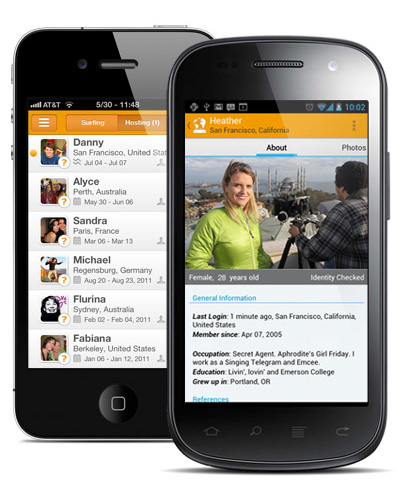 AT&T
5/30 - 11:48
Surfing
Hosting (1)
Danny
San Francisco, United Stat
Jul 04 - Jul 07
Alyce
Perth, Australia
May 30 - Jun 06
Sandra
Paris, France
Mar 06 - Mar 13
Michael
Regensburg, Germany
Aug 20 - Aug 23, 2011
Flurina
Sydney, Australia
Feb 02 - Feb 04, 2011
Fabiana
Berkeley, United States
Jan 06 - Jan 12, 2011
10:02
Heather
San Francisco, California
About
Photos
Female, 28 years old
Identity Checked
General Information
Last Login: 1 minute ago, San Francisco, California,
United States
Member since: Apr 07, 2005
Occupation: Secret Agent. Aphrodite's Girl Friday. I
work as a Singing Telegram and Emcee.
Education: Livin', lovin' and Emerson College
Grew up in: Portland, OR
References